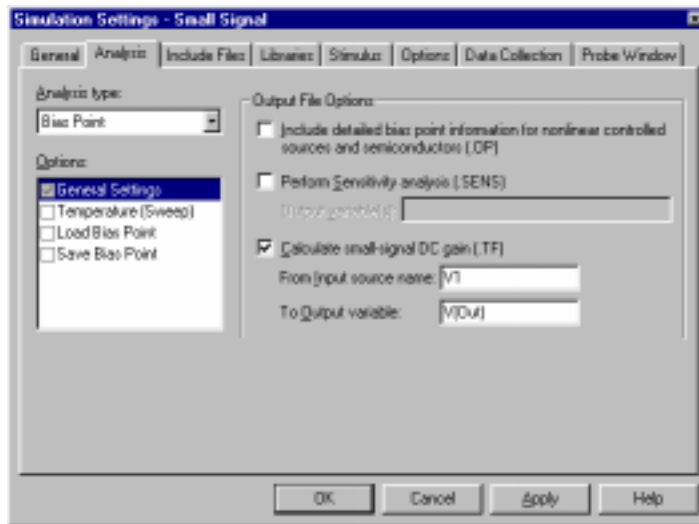 Simulation Settings - Small Signal
General Analysis Include Files Libraries Stimulus Options Data Collection Probe Window
Analysis type:
Bias Point
Options:
General Settings
Temperature (Sweep)
Load Bias Point
Save Bias Point
Output File Options
Include detailed bias point information for nonlinear controlled
sources and semiconductors (.OP)
Perform Sensitivity analysis (.SENS)
Output variable(s):
Calculate small-signal DC gain (.TF)
From Input source name: V1
To Output variable: V(Out)
OK Cancel Apply Help